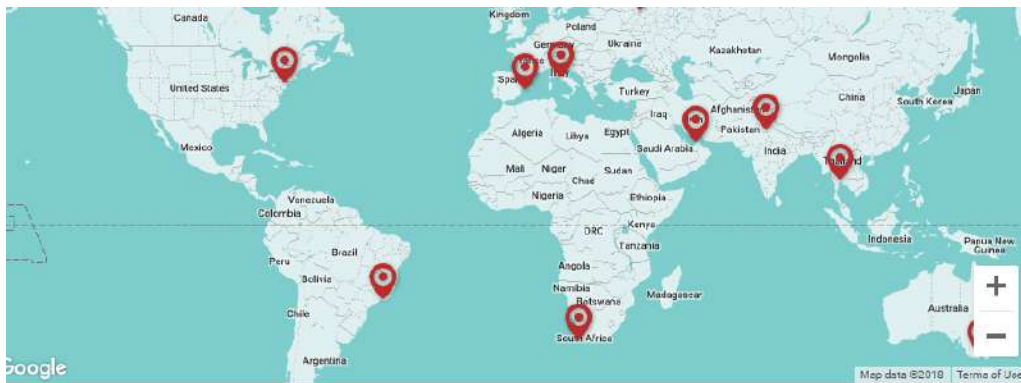 Canada
Kingdom
Poland
Germany
Ukraine
Kazakhstan
Mongolia
United States
Turkey
China
South Korea
Japan
Afghanistan
Iraq
Pakistan
Algeria
Libya
Egypt
Saudi Arabia
India
Mexico
Mali
Niger
Chad
Sudan
Thailand
Nigeria
Ethiopia
Venezuela
Colombia
Kenya
DRC
Tanzania
Indonesia
Papua New
Guinea
Peru
Brazil
Bolivia
Angola
Namibia
Botswana
Madagascar
Chile
Australia
South Africa
Argentina
Google
Map data ©2018
Terms of Use